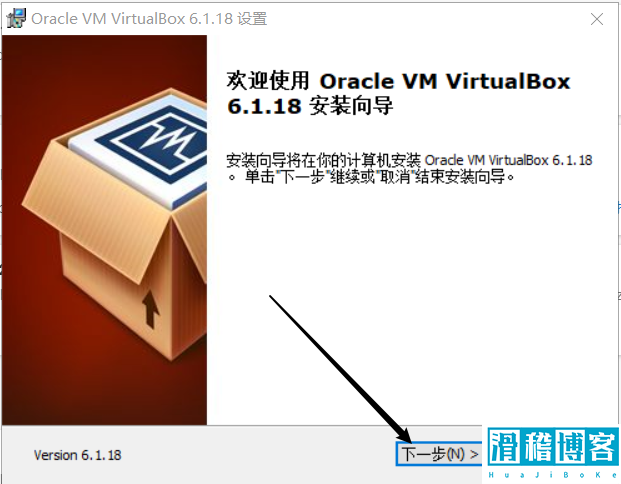 Oracle VM VirtualBox 6.1.18 设置
欢迎使用 Oracle VM VirtualBox
6.1.18 安装向导
安装向导将在你的计算机安装 Oracle VM VirtualBox 6.1.18
。单击"下一步"继续或"取消"结束安装向导。
Version 6.1.18
下一步(N) >
滑稽博客
HuaJiBoKe